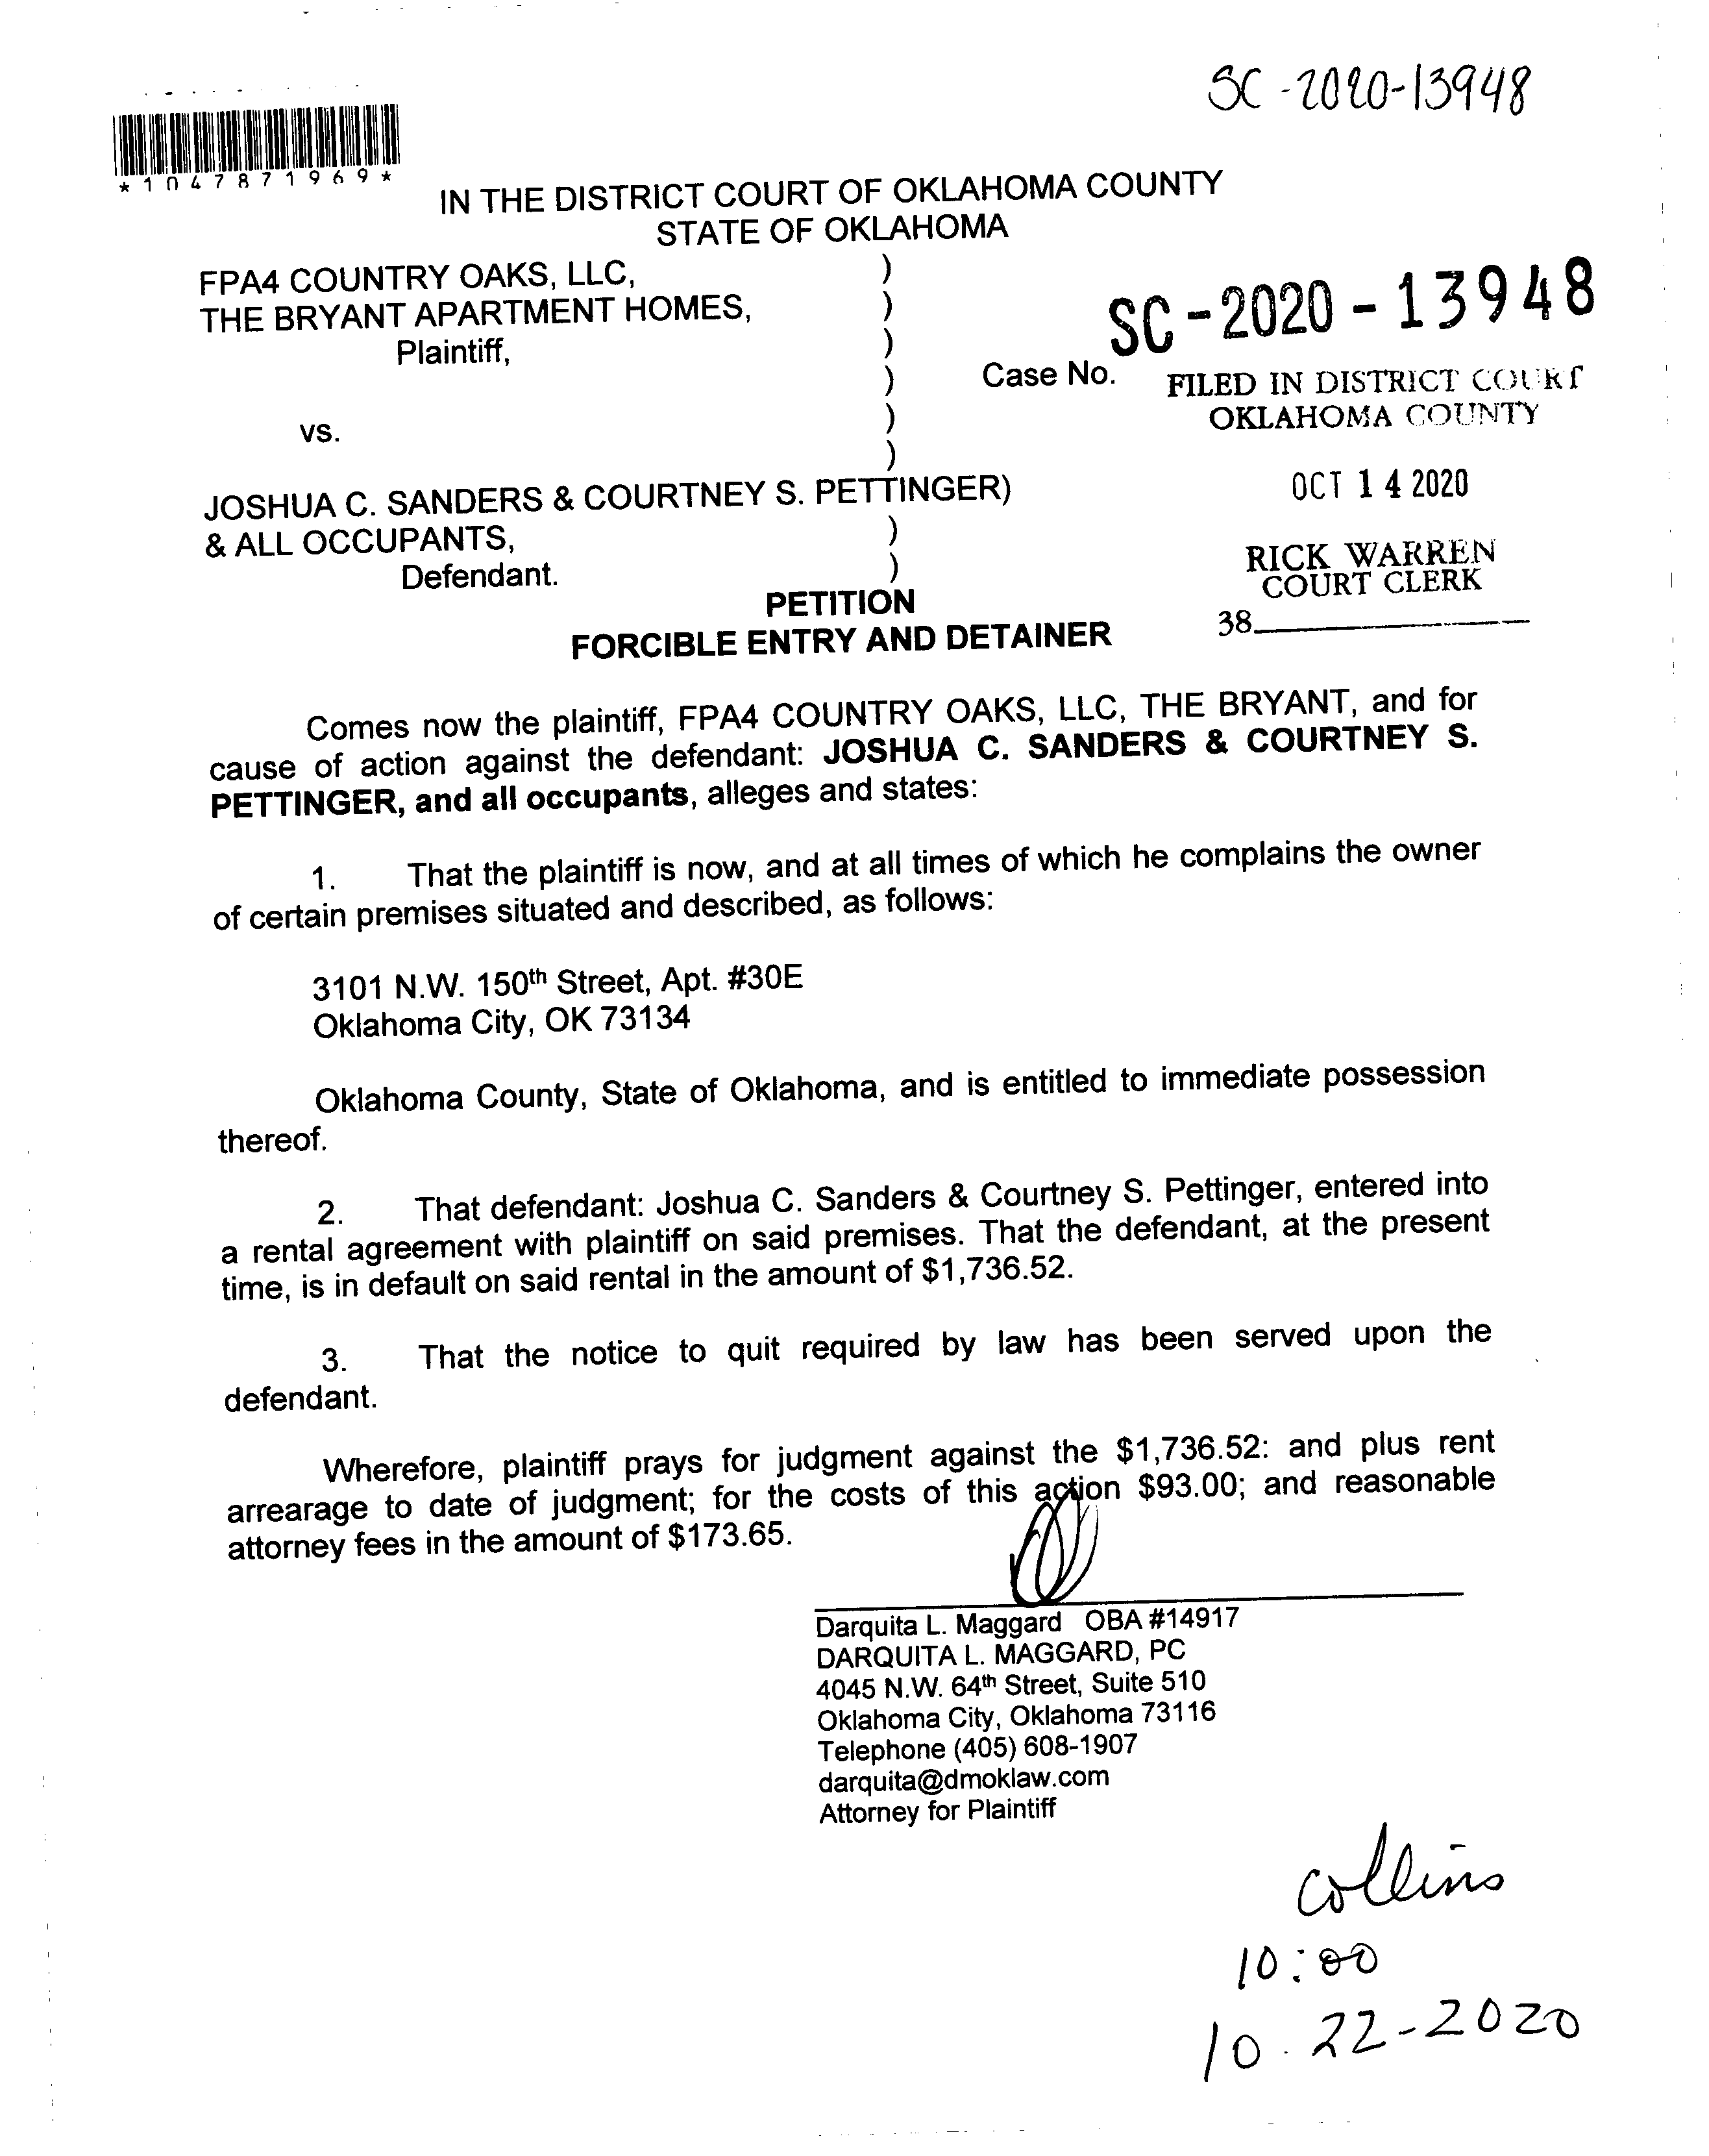 SC-2020-13948
*1047871969*
IN THE DISTRICT COURT OF OKLAHOMA COUNTY
STATE OF OKLAHOMA
FPA4 COUNTRY OAKS, LLC, )
THE BRYANT APARTMENT HOMES, )
Plaintiff, )
SC-2020-13948
) Case No.
FILED IN DISTRICT COURT
OKLAHOMA COUNTY
vs. )
)
JOSHUA C. SANDERS & COURTNEY S. PETTINGER)
OCT 14 2020
& ALL OCCUPANTS, )
Defendant. )
RICK WARREN
COURT CLERK
38
PETITION
FORCIBLE ENTRY AND DETAINER
Comes now the plaintiff, FPA4 COUNTRY OAKS, LLC, THE BRYANT, and for
cause of action against the defendant: JOSHUA C. SANDERS & COURTNEY S.
PETTINGER, and all occupants, alleges and states:
1. That the plaintiff is now, and at all times of which he complains the owner
of certain premises situated and described, as follows:
3101 N.W. 150th Street, Apt. #30E
Oklahoma City, OK 73134
Oklahoma County, State of Oklahoma, and is entitled to immediate possession
thereof.
2. That defendant: Joshua C. Sanders & Courtney S. Pettinger, entered into
a rental agreement with plaintiff on said premises. That the defendant, at the present
time, is in default on said rental in the amount of $1,736.52.
3. That the notice to quit required by law has been served upon the
defendant.
Wherefore, plaintiff prays for judgment against the $1,736.52: and plus rent
arrearage to date of judgment; for the costs of this action $93.00; and reasonable
attorney fees in the amount of $173.65.
Darquita L. Maggard OBA #14917
DARQUITA L. MAGGARD, PC
4045 N.W. 64th Street, Suite 510
Oklahoma City, Oklahoma 73116
Telephone (405) 608-1907
darquita@dmoklaw.com
Attorney for Plaintiff
Collins
10:00
10.22-2020